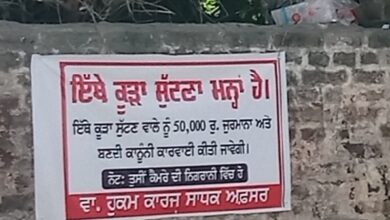 ਇੱਥੇ ਕੂੜਾ ਸੁੱਟਣਾ ਮਨ੍ਹਾਂ ਹੈ।
ਇੱਥੇ ਕੂੜਾ ਸੁੱਟਣ ਵਾਲੇ ਨੂੰ 50,000 ਰੁ. ਜੁਰਮਾਨਾ ਅਤੇ
ਬਣਦੀ ਕਾਨੂੰਨੀ ਕਾਰਵਾਈ ਕੀਤੀ ਜਾਵੇਗੀ।
ਨੋਟ: ਤੁਸੀਂ ਕੈਮਰੇ ਦੀ ਨਿਗਰਾਨੀ ਵਿੱਚ ਹੋ
ਵਾ. ਹੁਕਮ ਕਾਰਜ ਸਾਧਕ ਅਫ਼ਸਰ